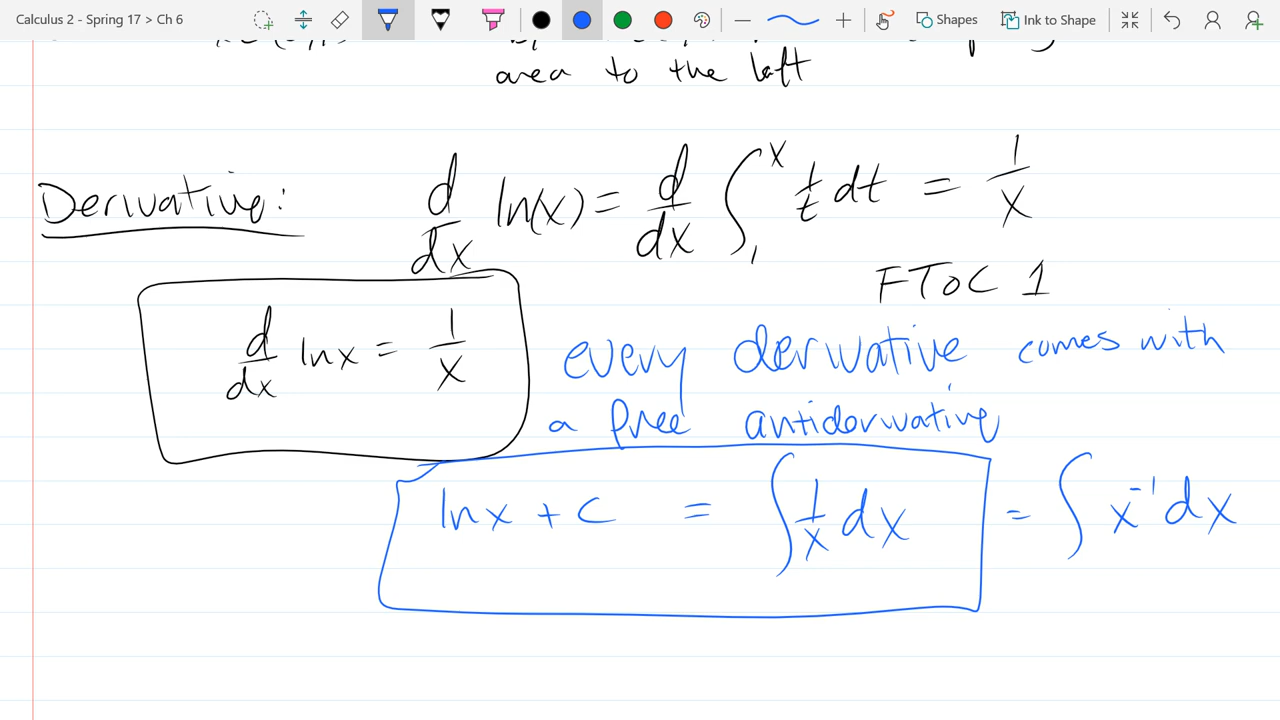 Calculus 2 - Spring 17 > Ch 6
Shapes
Ink to Shape
area to the left
Derivative: d/dx ln(x) = d/dx ∫₁ˣ 1/t dt = 1/x
FToC 1
d/dx ln x = 1/x
every derivative comes with
a free antiderivative
ln x + c = ∫ 1/x dx = ∫ x⁻¹ dx